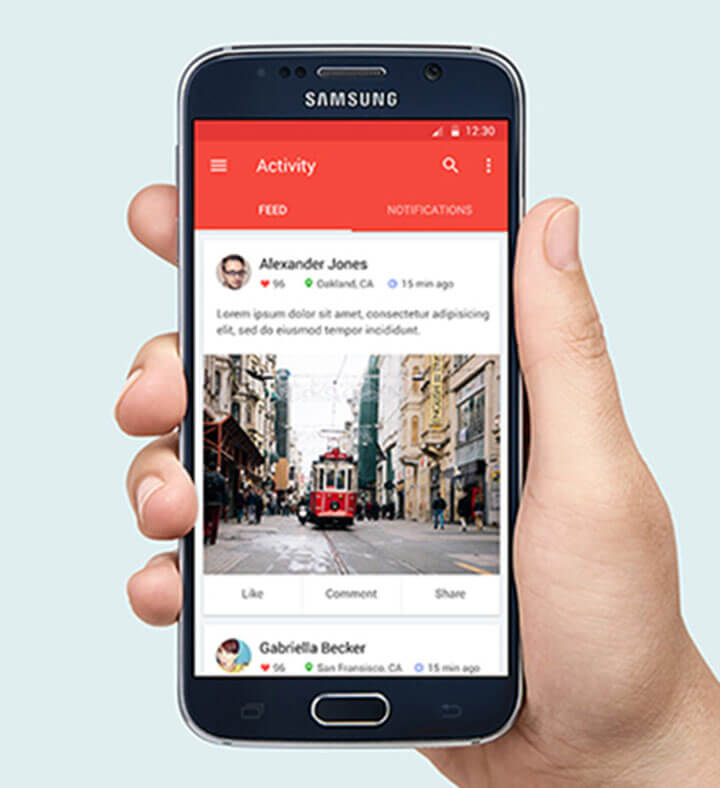 SAMSUNG
12:30
Activity
FEED NOTIFICATIONS
Alexander Jones
96 Oakland, CA 15 min ago
Lorem ipsum dolor sit amet, consectetur adipisicing
elit, sed do eiusmod tempor incididunt.
Like Comment Share
Gabriella Becker
96 San Fransisco, CA 15 min ago